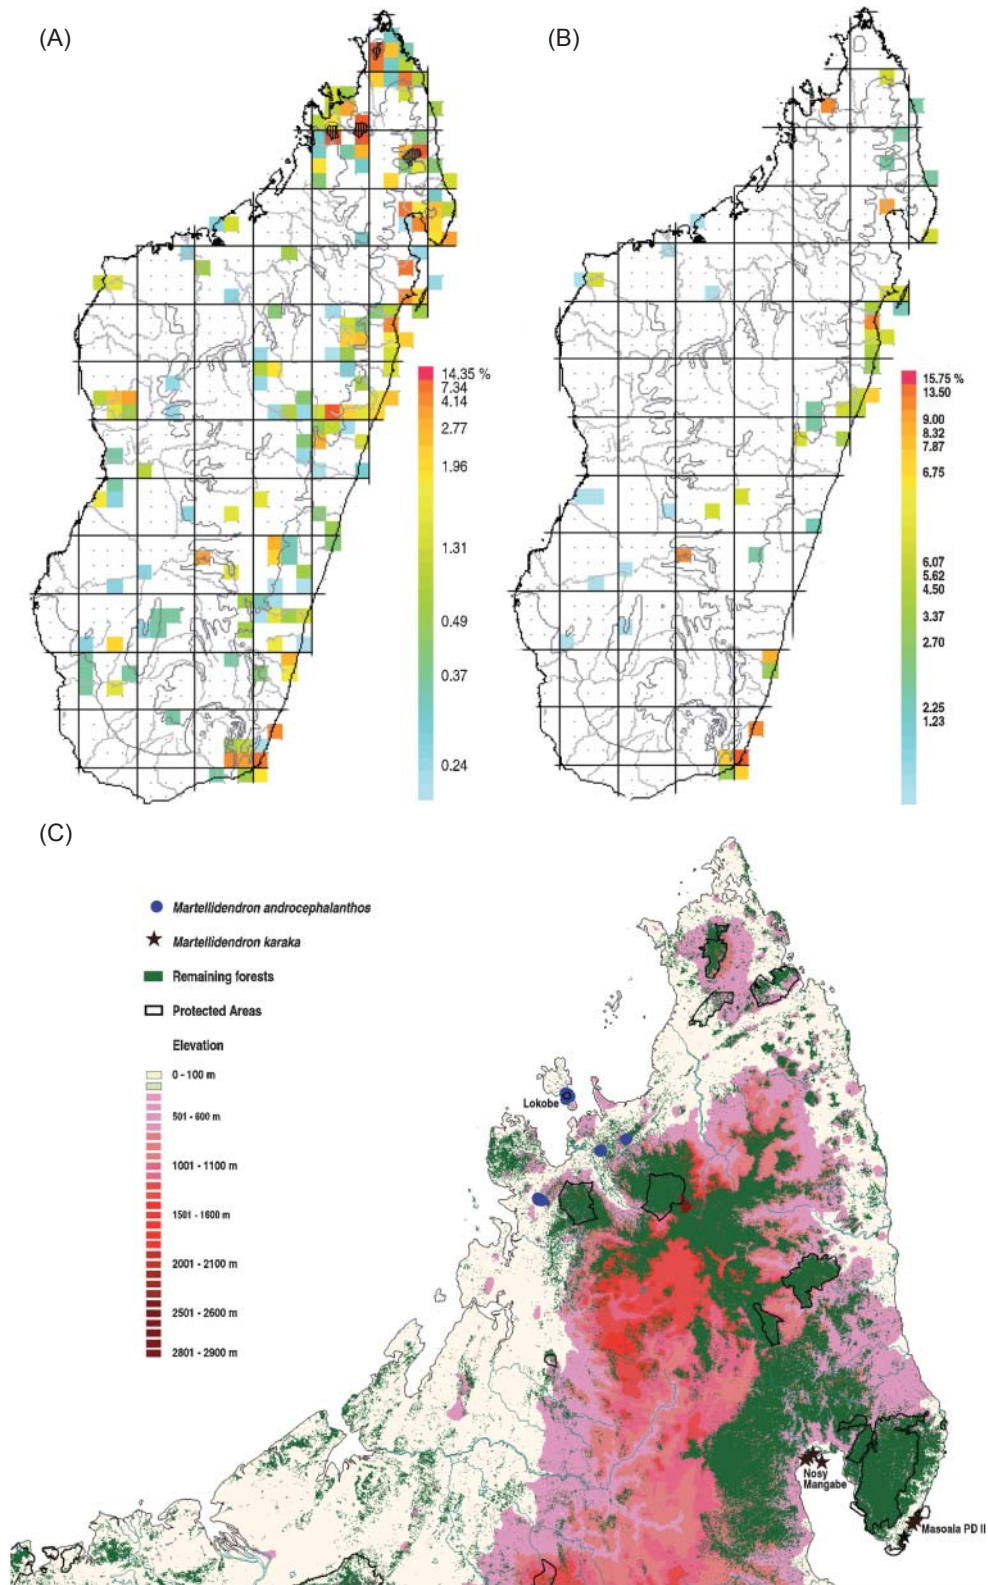 (A)
(B)
14.35 %
7.34
4.14
2.77
1.96
1.31
0.49
0.37
0.24
15.75 %
13.50
9.00
8.32
7.87
6.75
6.07
5.62
4.50
3.37
2.70
2.25
1.23
(C)
Martellidendron androcephalanthos
Martellidendron karaka
Remaining forests
Protected Areas
Elevation
0 - 100 m
501 - 600 m
1001 - 1100 m
1501 - 1600 m
2001 - 2100 m
2501 - 2600 m
2801 - 2900 m
Lokobe
Nosy
Mangabe
Masoala PD II